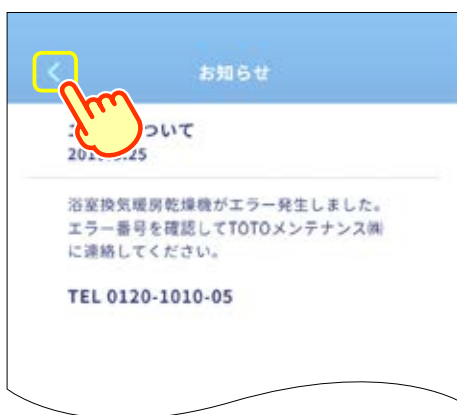 お知らせ
ついて
浴室換気暖房乾燥機がエラー発生しました。
エラー番号を確認してTOTOメンテナンス㈱
に連絡してください。
TEL 0120-1010-05